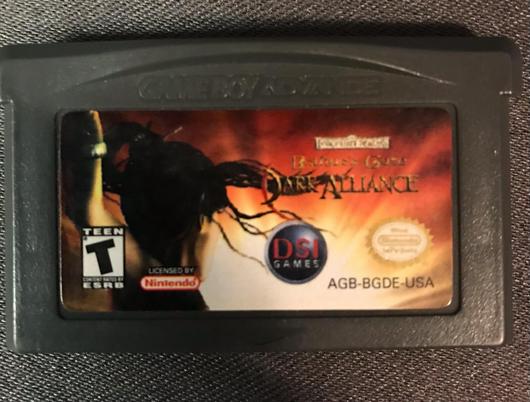 GAME BOY ADVANCE
FORGOTTEN REALMS
Baldur's Gate
DARK ALLIANCE
TEEN
T
CONTENT RATED BY
ESRB
LICENSED BY
Nintendo
DSI
GAMES
Nintendo
AGB-BGDE-USA